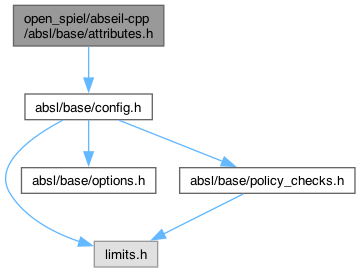 open_spiel/abseil-cpp
/absl/base/attributes.h
absl/base/config.h
absl/base/options.h
absl/base/policy_checks.h
limits.h